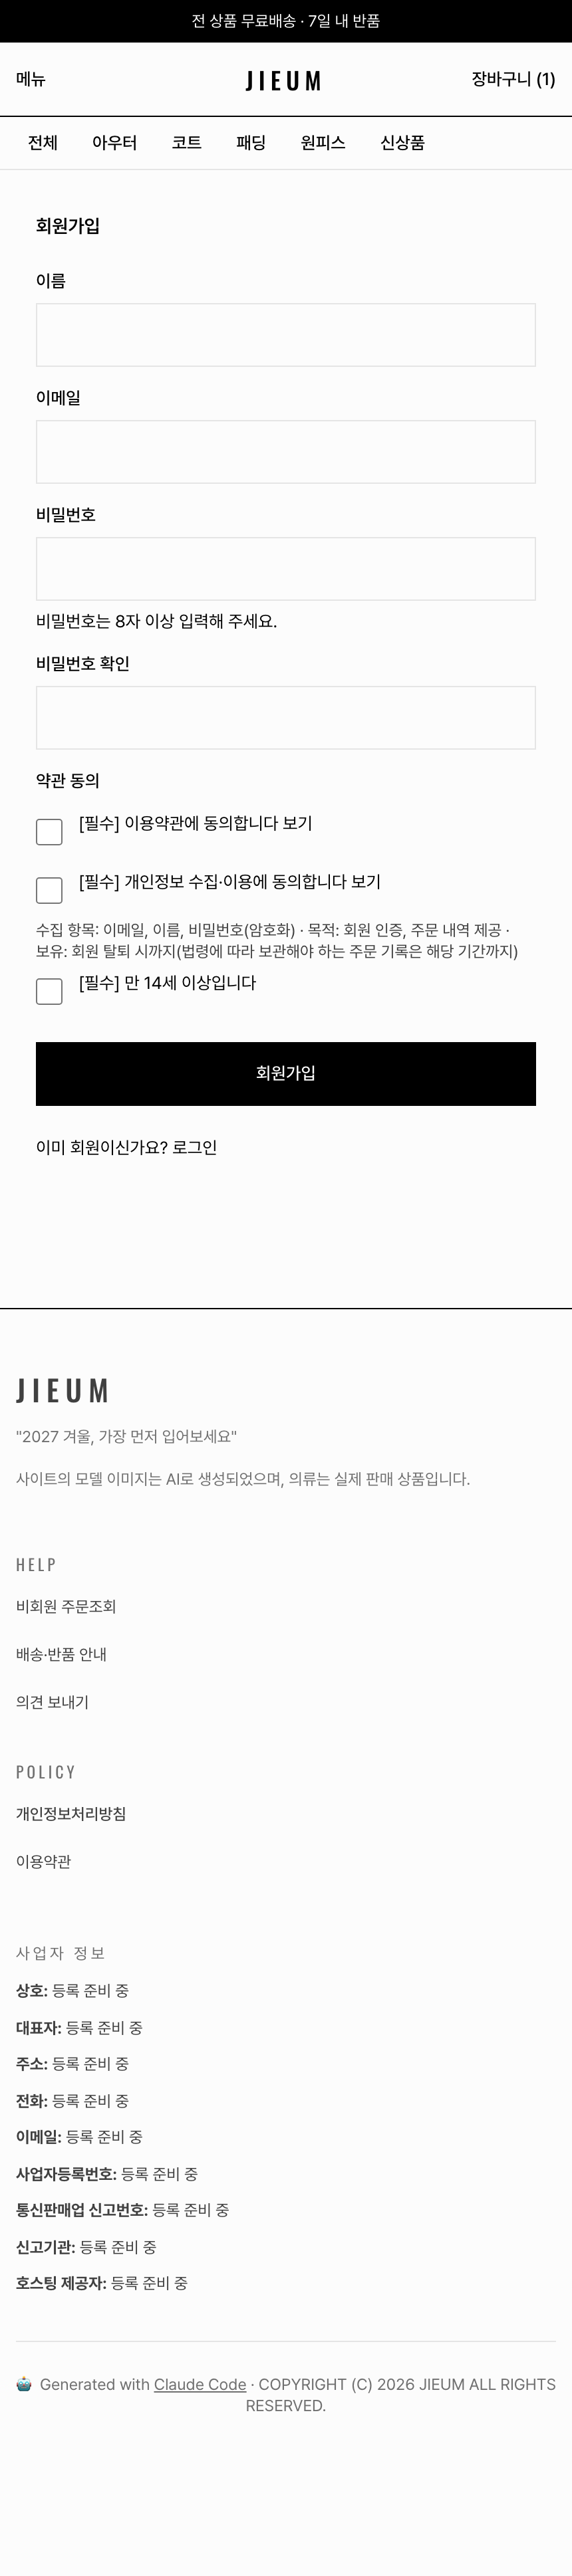 전 상품 무료배송 · 7일 내 반품
메뉴
JIEUM
장바구니 (1)
전체 아우터 코트 패딩 원피스 신상품
회원가입
이름
이메일
비밀번호
비밀번호는 8자 이상 입력해 주세요.
비밀번호 확인
약관 동의
[필수] 이용약관에 동의합니다 보기
[필수] 개인정보 수집·이용에 동의합니다 보기
수집 항목: 이메일, 이름, 비밀번호(암호화) · 목적: 회원 인증, 주문 내역 제공 ·
보유: 회원 탈퇴 시까지(법령에 따라 보관해야 하는 주문 기록은 해당 기간까지)
[필수] 만 14세 이상입니다
회원가입
이미 회원이신가요? 로그인
JIEUM
"2027 겨울, 가장 먼저 입어보세요"
사이트의 모델 이미지는 AI로 생성되었으며, 의류는 실제 판매 상품입니다.
HELP
비회원 주문조회
배송·반품 안내
의견 보내기
POLICY
개인정보처리방침
이용약관
사업자 정보
상호: 등록 준비 중
대표자: 등록 준비 중
주소: 등록 준비 중
전화: 등록 준비 중
이메일: 등록 준비 중
사업자등록번호: 등록 준비 중
통신판매업 신고번호: 등록 준비 중
신고기관: 등록 준비 중
호스팅 제공자: 등록 준비 중
🤖 Generated with Claude Code · COPYRIGHT (C) 2026 JIEUM ALL RIGHTS
RESERVED.